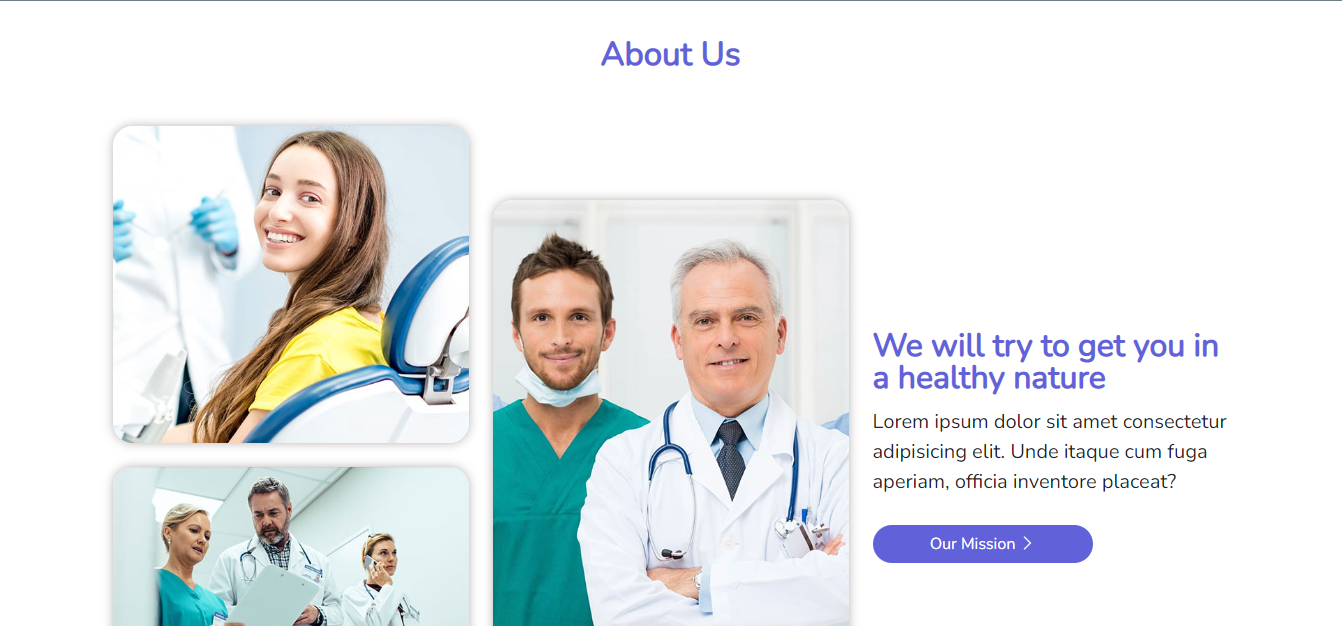 About Us
We will try to get you in
a healthy nature
Lorem ipsum dolor sit amet consectetur
adipisicing elit. Unde itaque cum fuga
aperiam, officia inventore placeat?
Our Mission